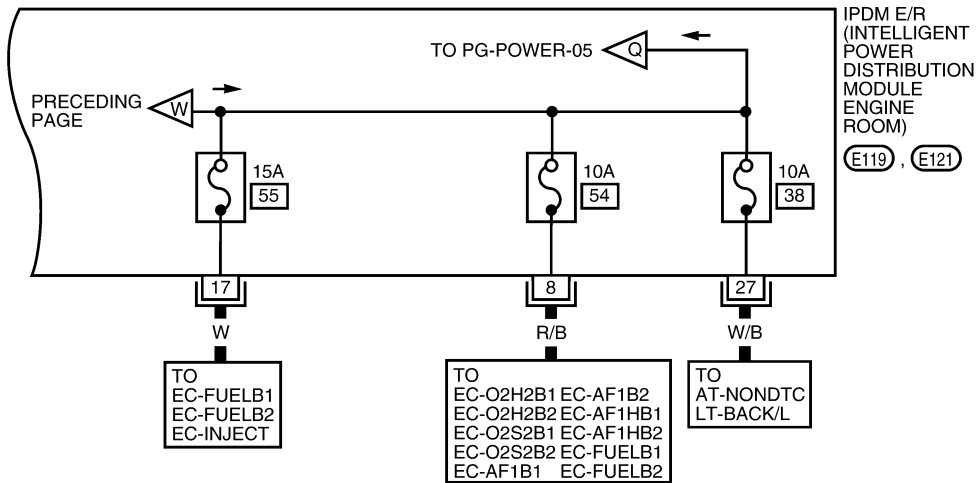 IPDM E/R
(INTELLIGENT
POWER
DISTRIBUTION
MODULE
ENGINE
ROOM)
E119 , E121
TO PG-POWER-05 Q
PRECEDING
PAGE
W
15A
55
10A
54
10A
38
17
8
27
W
R/B
W/B
TO
EC-FUELB1
EC-FUELB2
EC-INJECT
TO
EC-O2H2B1 EC-AF1B2
EC-O2H2B2 EC-AF1HB1
EC-O2S2B1 EC-AF1HB2
EC-O2S2B2 EC-FUELB1
EC-AF1B1 EC-FUELB2
TO
AT-NONDTC
LT-BACK/L